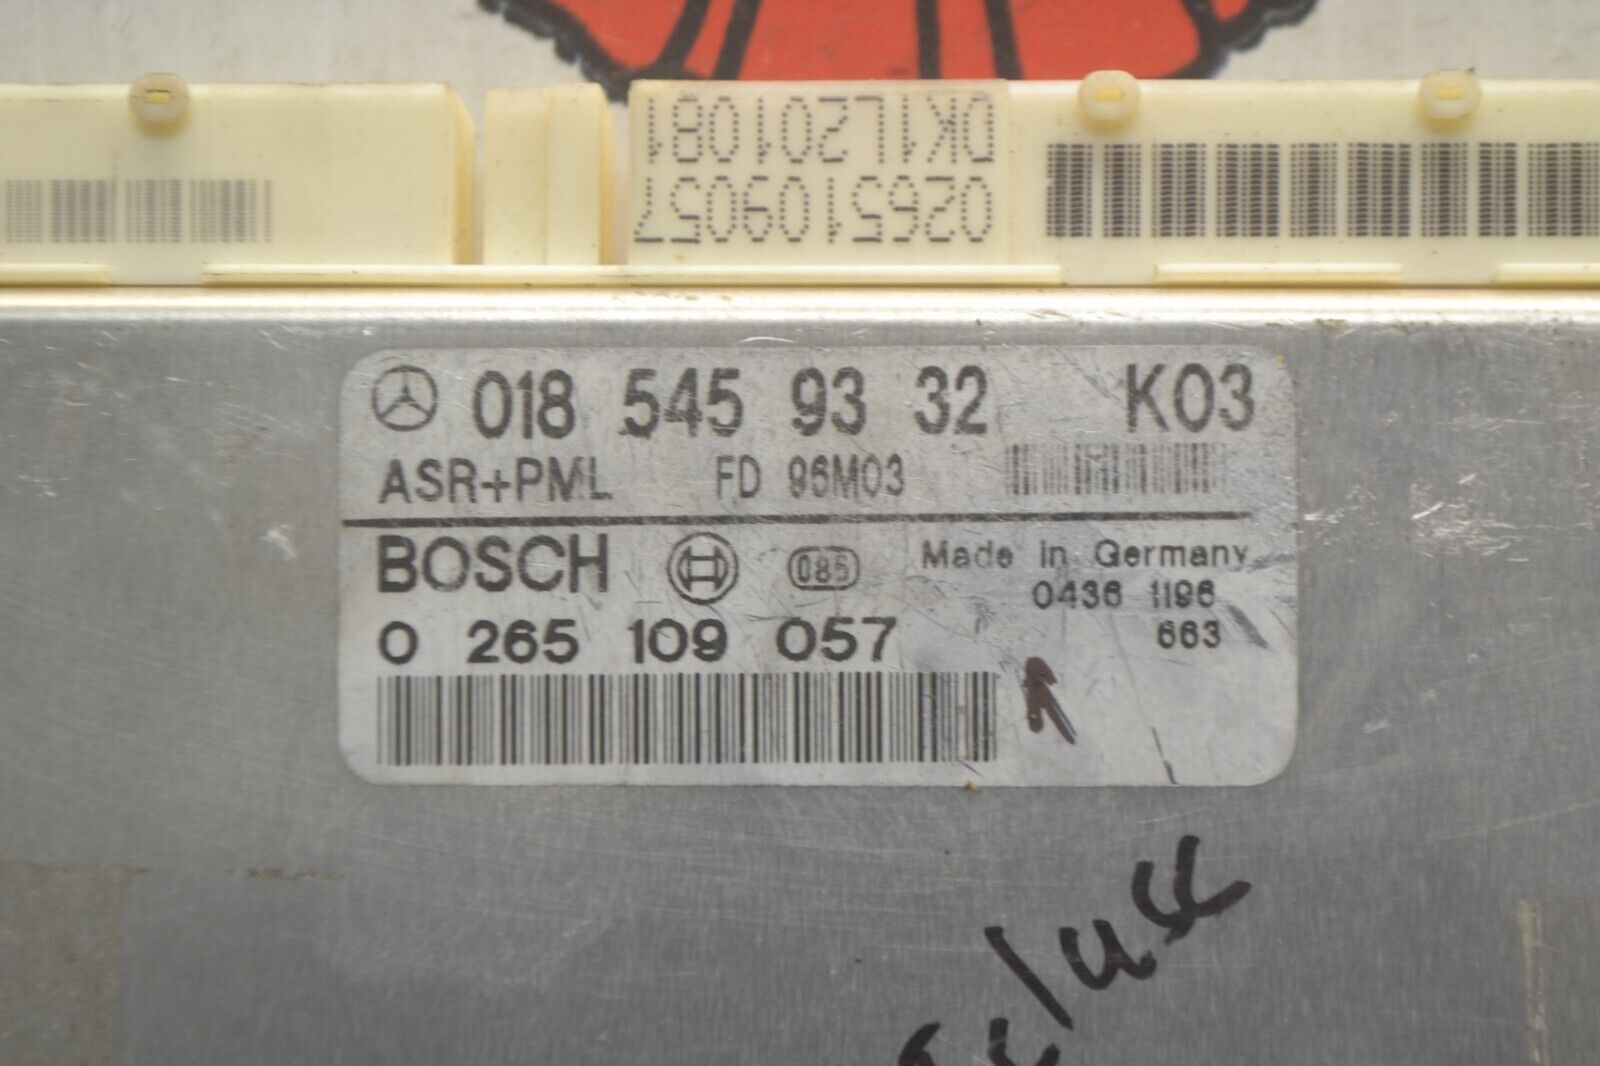 0K1L201081
0265109057
018 545 93 32 K03
ASR+PML FD 96M03
BOSCH 085 Made in Germany
0436 1196
0 265 109 057 663